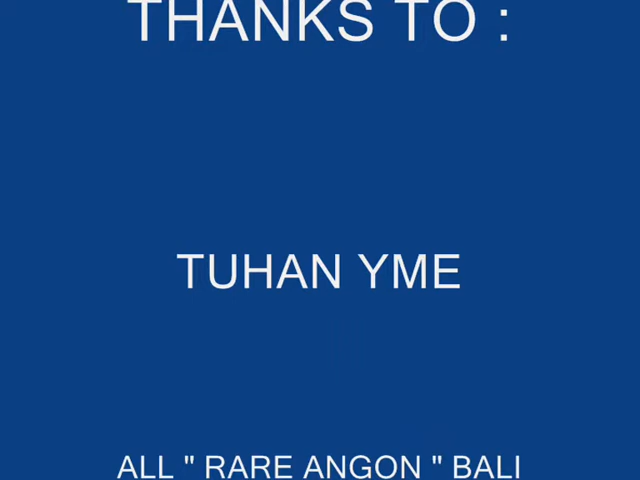 THANKS TO :
TUHAN YME
ALL " RARE ANGON " BALI